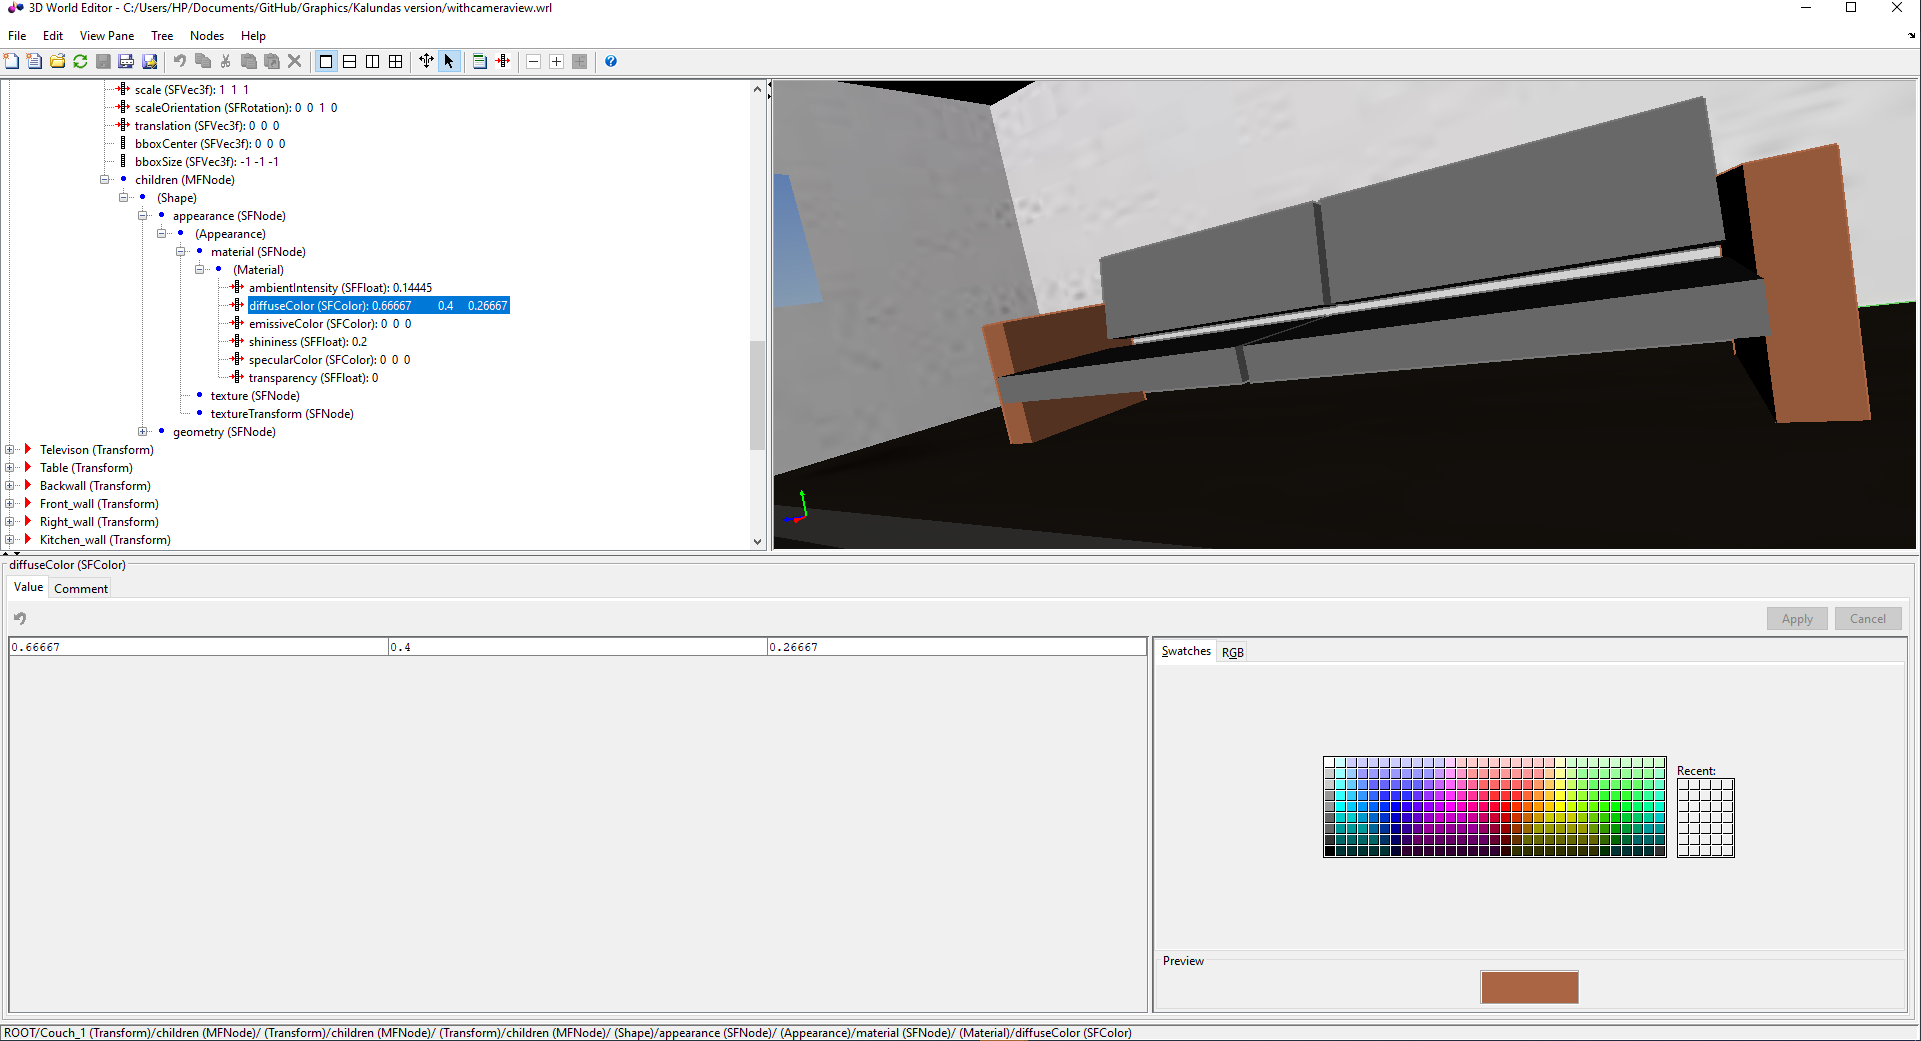 3D World Editor - C:/Users/HP/Documents/GitHub/Graphics/Kalundas version/withcameraview.wrl
File Edit View Pane Tree Nodes Help
scale (SFVec3f): 1 1 1
scaleOrientation (SFRotation): 0 0 1 0
translation (SFVec3f): 0 0 0
bboxCenter (SFVec3f): 0 0 0
bboxSize (SFVec3f): -1 -1 -1
children (MFNode)
(Shape)
appearance (SFNode)
(Appearance)
material (SFNode)
(Material)
ambientIntensity (SFFloat): 0.14445
diffuseColor (SFColor): 0.66667 0.4 0.26667
emissiveColor (SFColor): 0 0 0
shininess (SFFloat): 0.2
specularColor (SFColor): 0 0 0
transparency (SFFloat): 0
texture (SFNode)
textureTransform (SFNode)
geometry (SFNode)
Televison (Transform)
Table (Transform)
Backwall (Transform)
Front_wall (Transform)
Right_wall (Transform)
Kitchen_wall (Transform)
diffuseColor (SFColor)
Value Comment
Apply Cancel
0.66667 0.4 0.26667
Swatches RGB
Recent:
Preview
ROOT/Couch_1 (Transform)/children (MFNode)/ (Transform)/children (MFNode)/ (Transform)/children (MFNode)/ (Shape)/appearance (SFNode)/ (Appearance)/material (SFNode)/ (Material)/diffuseColor (SFColor)